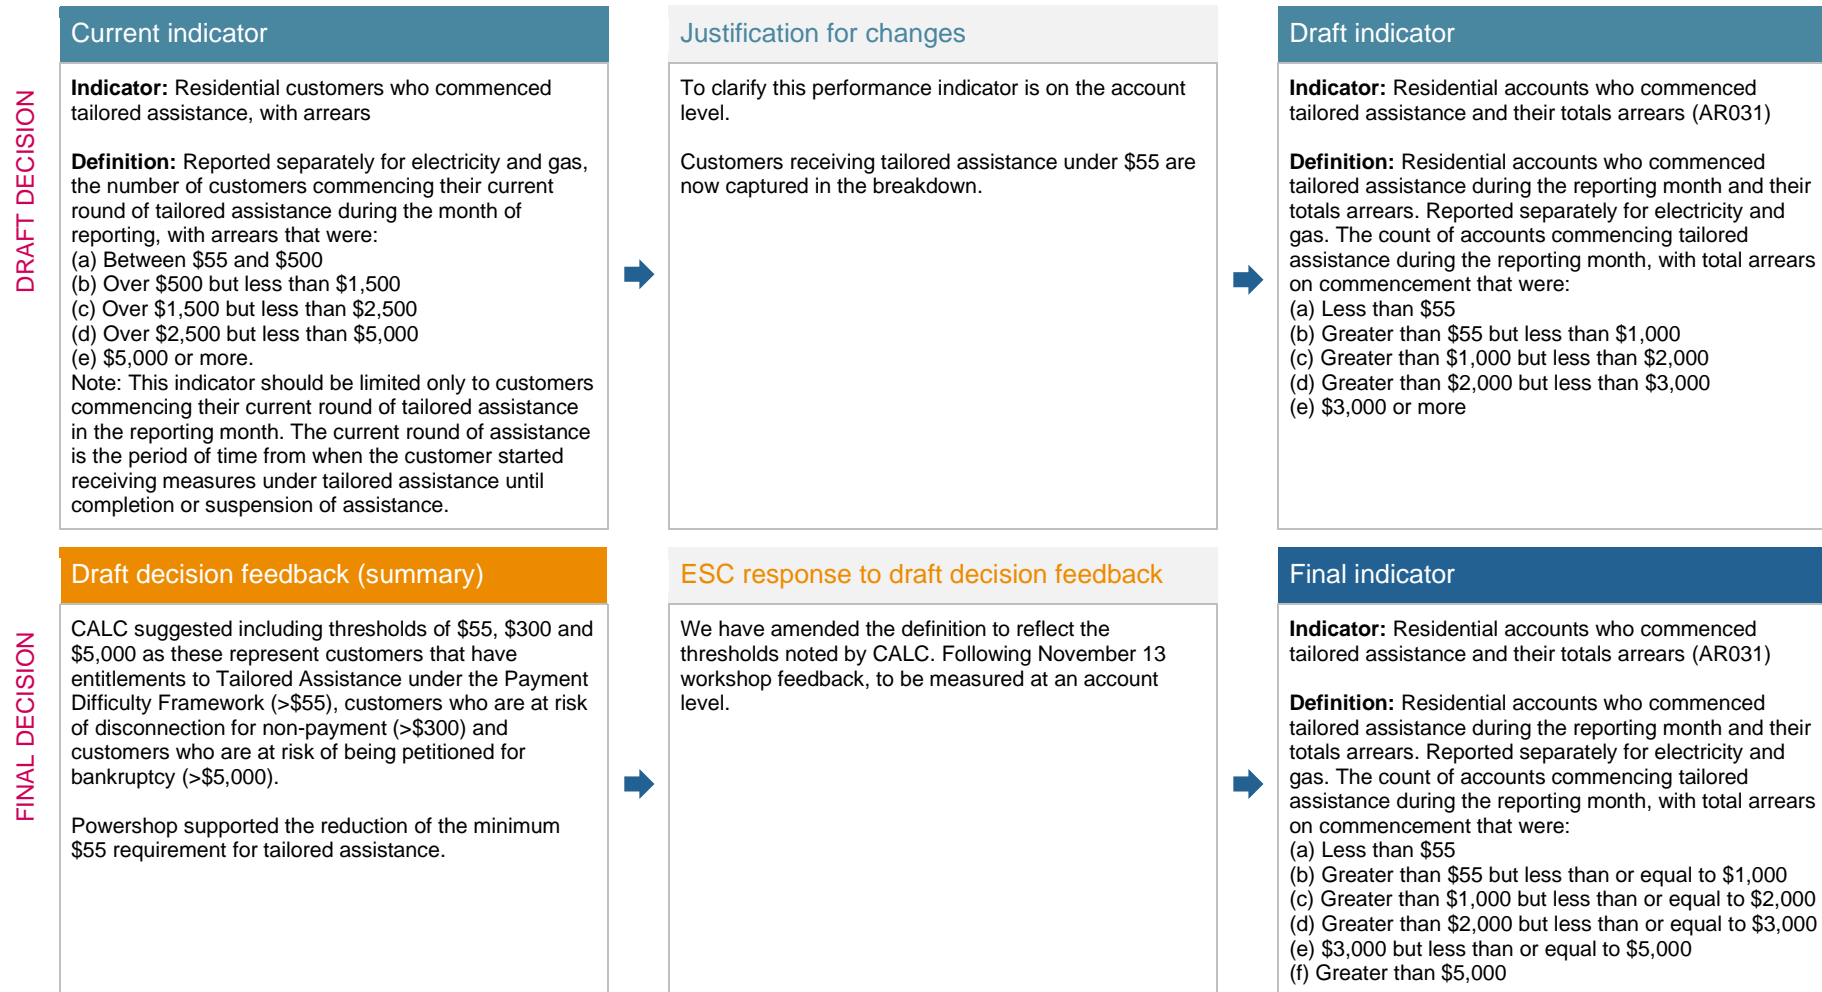 DRAFT DECISION
Current indicator
Indicator: Residential customers who commenced
tailored assistance, with arrears
Definition: Reported separately for electricity and gas,
the number of customers commencing their current
round of tailored assistance during the month of
reporting, with arrears that were:
(a) Between $55 and $500
(b) Over $500 but less than $1,500
(c) Over $1,500 but less than $2,500
(d) Over $2,500 but less than $5,000
(e) $5,000 or more.
Note: This indicator should be limited only to customers
commencing their current round of tailored assistance
in the reporting month. The current round of assistance
is the period of time from when the customer started
receiving measures under tailored assistance until
completion or suspension of assistance.
Justification for changes
To clarify this performance indicator is on the account
level.
Customers receiving tailored assistance under $55 are
now captured in the breakdown.
Draft indicator
Indicator: Residential accounts who commenced
tailored assistance and their totals arrears (AR031)
Definition: Residential accounts who commenced
tailored assistance during the reporting month and their
totals arrears. Reported separately for electricity and
gas. The count of accounts commencing tailored
assistance during the reporting month, with total arrears
on commencement that were:
(a) Less than $55
(b) Greater than $55 but less than $1,000
(c) Greater than $1,000 but less than $2,000
(d) Greater than $2,000 but less than $3,000
(e) $3,000 or more
FINAL DECISION
Draft decision feedback (summary)
CALC suggested including thresholds of $55, $300 and
$5,000 as these represent customers that have
entitlements to Tailored Assistance under the Payment
Difficulty Framework (>$55), customers who are at risk
of disconnection for non-payment (>$300) and
customers who are at risk of being petitioned for
bankruptcy (>$5,000).
Powershop supported the reduction of the minimum
$55 requirement for tailored assistance.
ESC response to draft decision feedback
We have amended the definition to reflect the
thresholds noted by CALC. Following November 13
workshop feedback, to be measured at an account
level.
Final indicator
Indicator: Residential accounts who commenced
tailored assistance and their totals arrears (AR031)
Definition: Residential accounts who commenced
tailored assistance during the reporting month and their
totals arrears. Reported separately for electricity and
gas. The count of accounts commencing tailored
assistance during the reporting month, with total arrears
on commencement that were:
(a) Less than $55
(b) Greater than $55 but less than or equal to $1,000
(c) Greater than $1,000 but less than or equal to $2,000
(d) Greater than $2,000 but less than or equal to $3,000
(e) $3,000 but less than or equal to $5,000
(f) Greater than $5,000